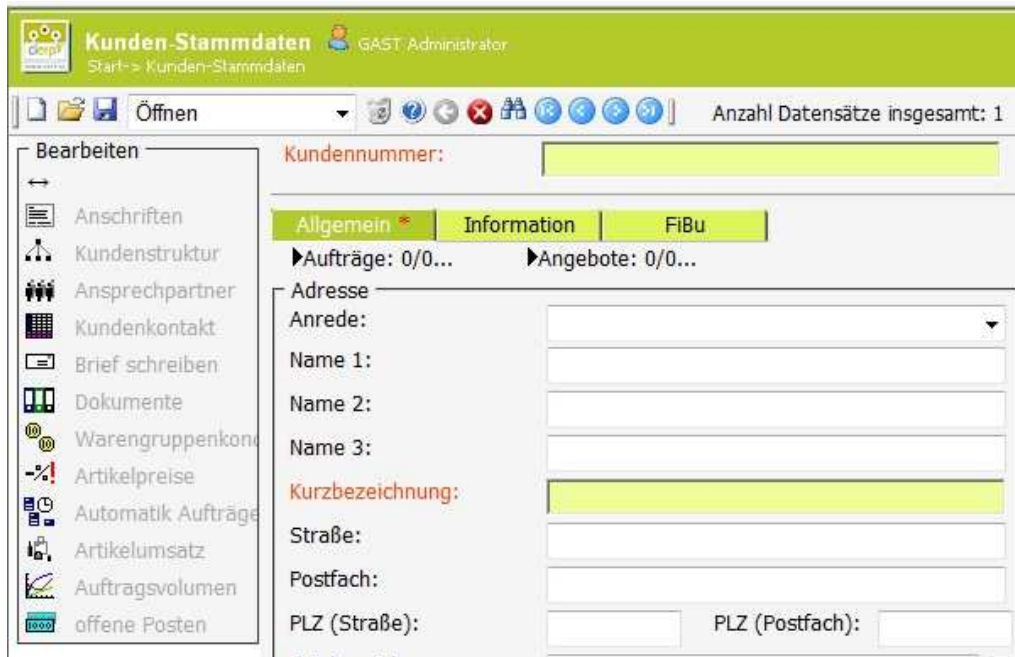 Kunden-Stammdaten GAST Administrator
Start-> Kunden-Stammdaten
Öffnen Anzahl Datensätze insgesamt: 1
Bearbeiten
Anschriften
Kundenstruktur
Ansprechpartner
Kundenkontakt
Brief schreiben
Dokumente
Warengruppenkond
Artikelpreise
Automatik Aufträge
Artikelumsatz
Auftragsvolumen
offene Posten
Kundennummer:
Allgemein * Information FiBu
Aufträge: 0/0... Angebote: 0/0...
Adresse
Anrede:
Name 1:
Name 2:
Name 3:
Kurzbezeichnung:
Straße:
Postfach:
PLZ (Straße): PLZ (Postfach):